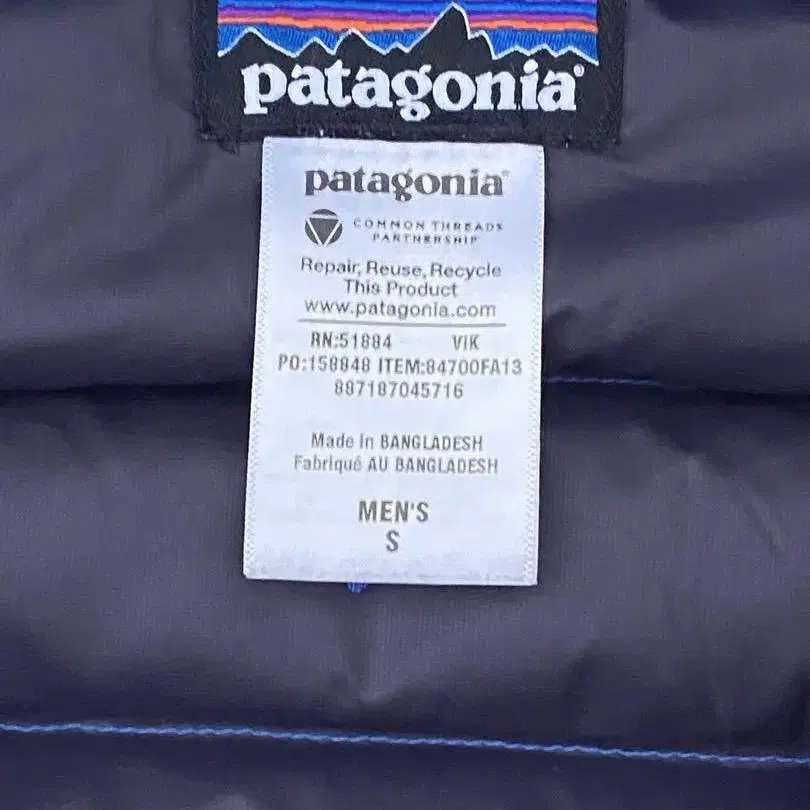 patagonia®
patagonia®
COMMON THREADS
PARTNERSHIP
Repair, Reuse, Recycle
This Product
www.patagonia.com
RN:51884 VIK
PO:158848 ITEM:84700FA13
887187045716
Made in BANGLADESH
Fabriqué AU BANGLADESH
MEN'S
S